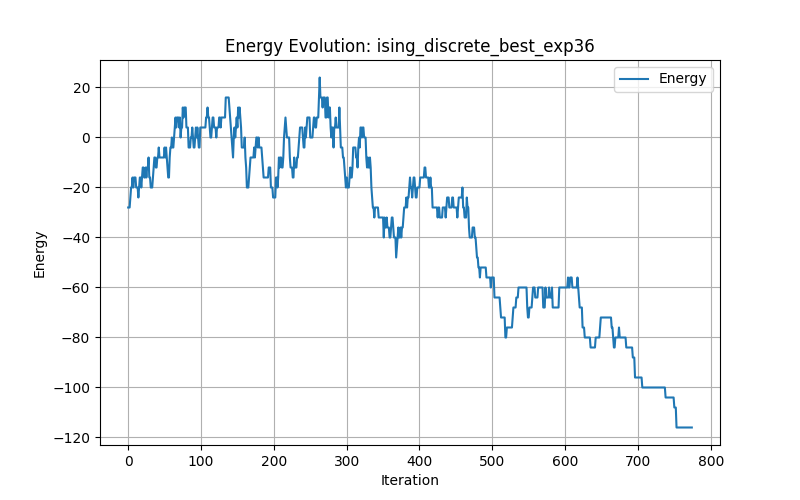 Energy Evolution: ising_discrete_best_exp36
Energy
20
0
−20
−40
−60
−80
−100
−120
Energy
0 100 200 300 400 500 600 700 800
Iteration